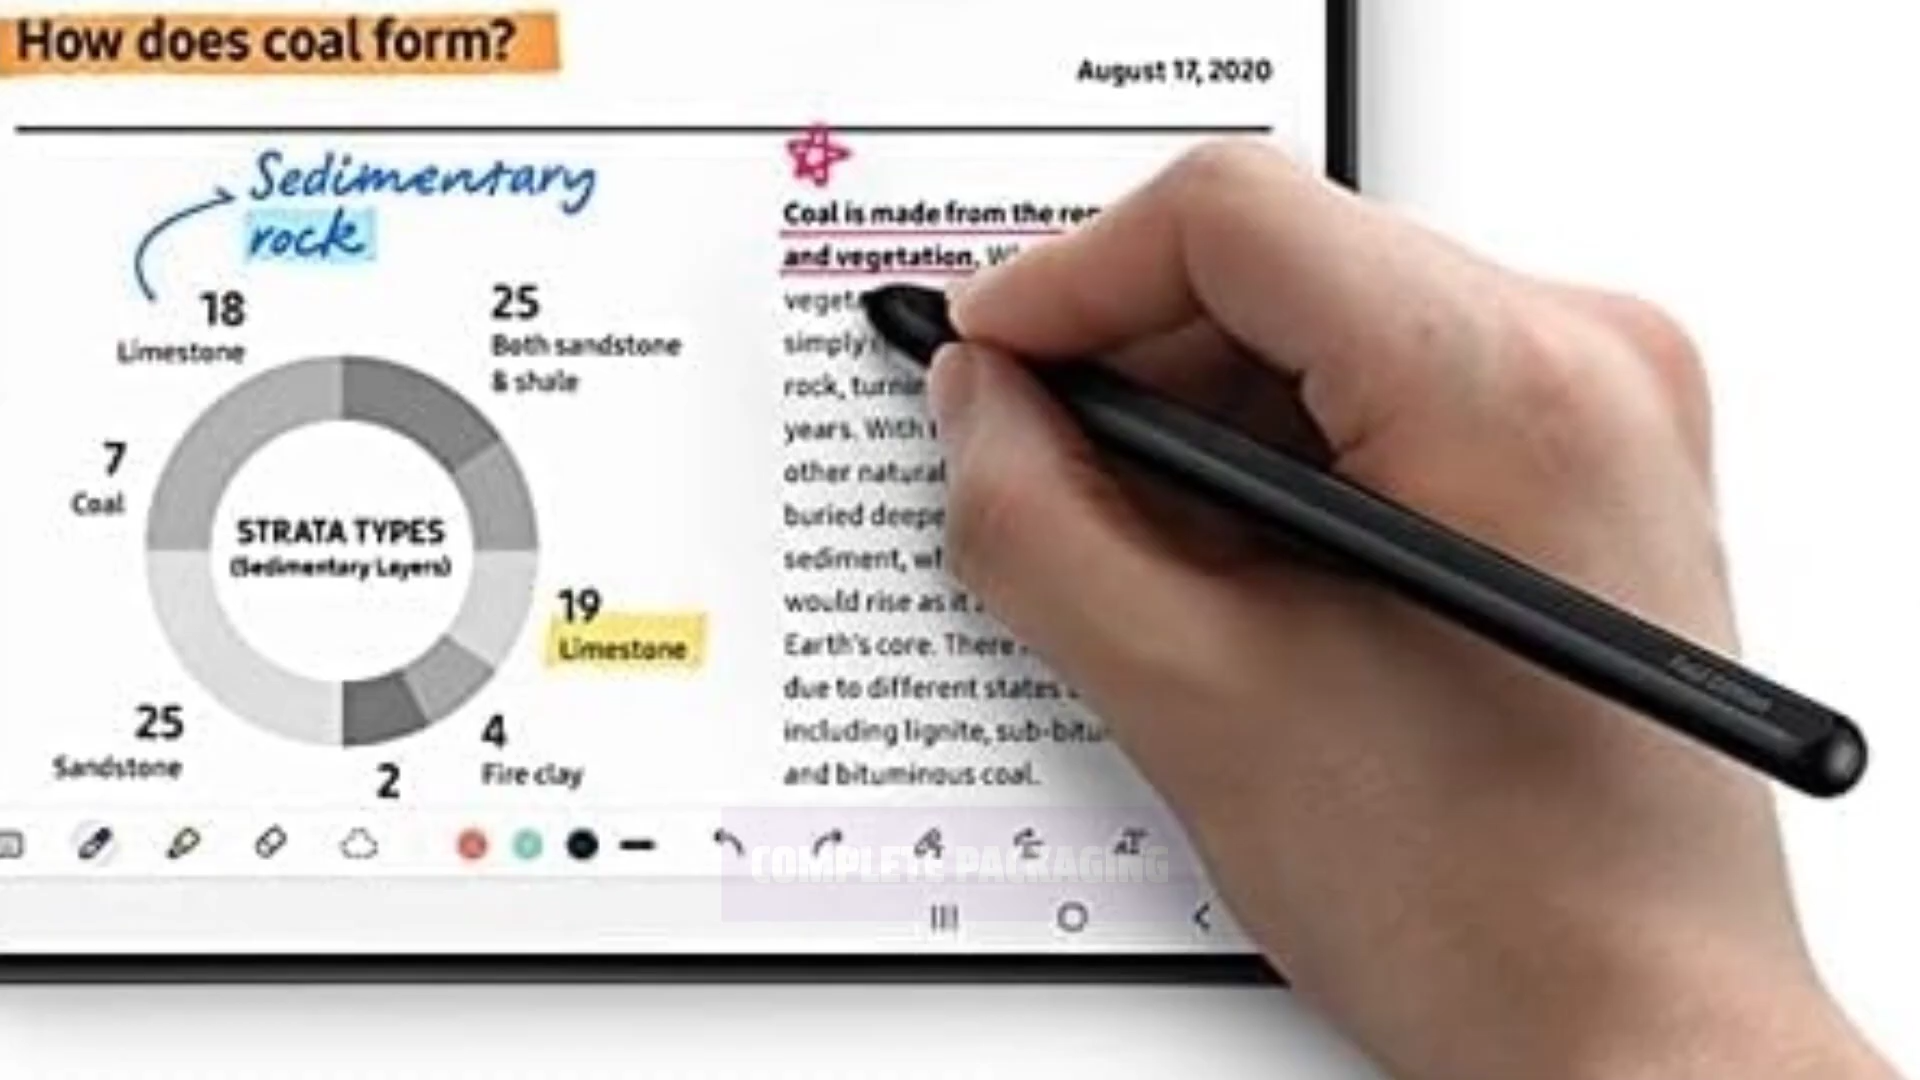 How does coal form?
August 17, 2020
Sedimentary
rock
18
Limestone
25
Both sandstone
& shale
7
Coal
STRATA TYPES
(Sedimentary Layers)
19
Limestone
25
Sandstone
2
4
Fire clay
Coal is made from the
and vegetation.
simply
rock,
years. With
other natural
buried
sediment,
would rise as it
Earth's core. There
due to different states
including lignite,
and bituminous coal.
COMPLETE PACKAGING